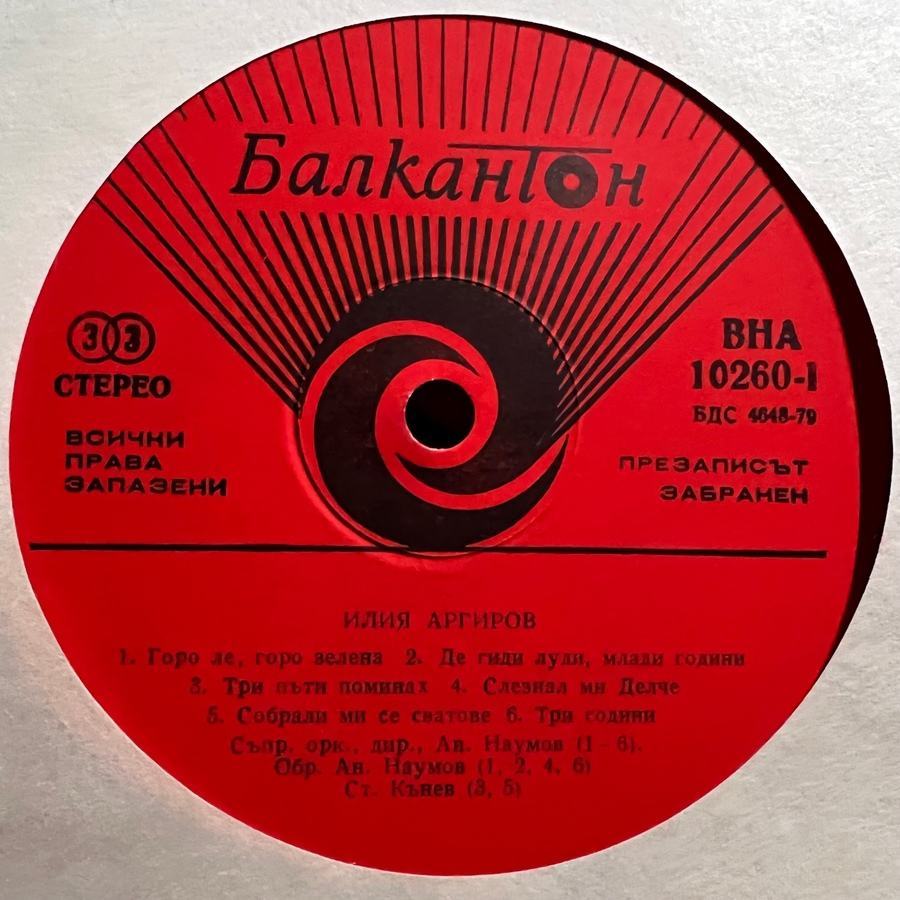 Балкантон
33
СТЕРЕО
ВСИЧКИ
ПРАВА
ЗАПАЗЕНИ
ВНА
10260-I
БДС 4648-79
ПРЕЗАПИСЪТ
ЗАБРАНЕН
ИЛИЯ АРГИРОВ
1. Горо ле, горо зелена 2. Де гиди луди, млади години
3. Три пъти поминах 4. Слезнал ми Делче
5. Собрали ми се сватове 6. Три години
Съпр. орк., дир., Ан. Наумов (1-6).
Обр. Ан. Наумов (1, 2, 4, 6)
Ст. Кънев (3, 5)